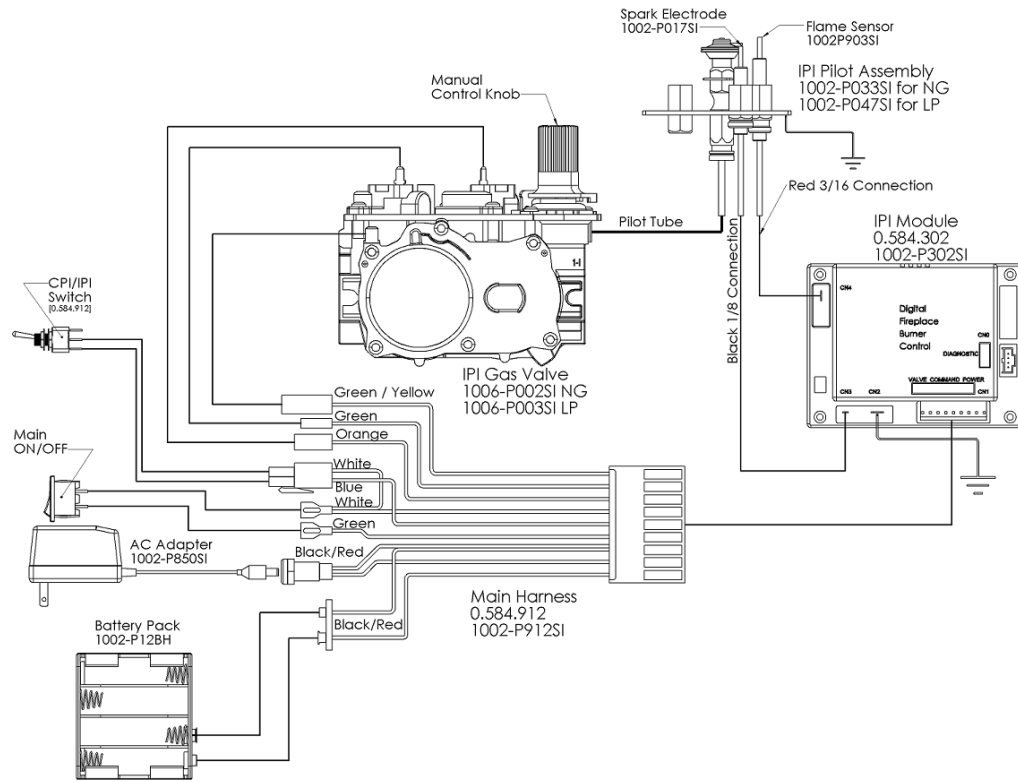 Spark Electrode
1002-P017SI
Flame Sensor
1002P903SI
IPI Pilot Assembly
1002-P033SI for NG
1002-P047SI for LP
Manual
Control Knob
Red 3/16 Connection
Pilot Tube
Black 1/8 Connection
IPI Module
0.584.302
1002-P302SI
CN4
Digital
Fireplace
Burner
Control
CN6
DIAGNOSTIC
VALVE COMMAND POWER
CN3
CN2
CN1
1-I
CPI/IPI
Switch
[0.584.912]
IPI Gas Valve
1006-P002SI NG
1006-P003SI LP
Green / Yellow
Green
Orange
White
Blue
White
Green
Main
ON/OFF
AC Adapter
1002-P850SI
Black/Red
Main Harness
0.584.912
1002-P912SI
Battery Pack
1002-P12BH
Black/Red